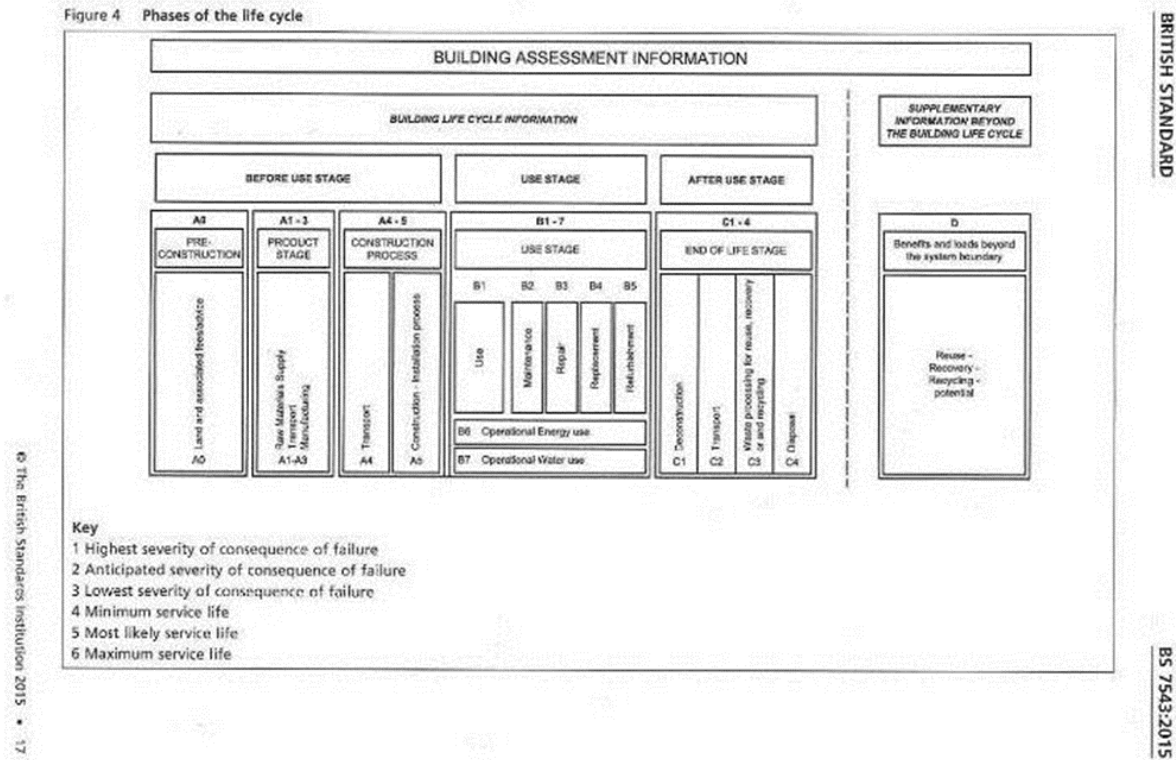 Figure 4 Phases of the life cycle
BUILDING ASSESSMENT INFORMATION
BUILDING LIFE CYCLE INFORMATION
SUPPLEMENTARY
INFORMATION BEYOND
THE BUILDING LIFE CYCLE
BEFORE USE STAGE
USE STAGE
AFTER USE STAGE
A0
PRE-
CONSTRUCTION
Land and associated fees/advice
A0
A1 - 3
PRODUCT
STAGE
Raw Materials Supply
Transport
Manufacturing
A1-A3
A4 - 5
CONSTRUCTION
PROCESS
Transport
A4
Construction - Installation process
A5
B1 - 7
USE STAGE
B1
Use
B2
Maintenance
B3
Repair
B4
Replacement
B5
Refurbishment
B6 Operational Energy use
B7 Operational Water use
C1 - 4
END OF LIFE STAGE
Deconstruction
C1
Transport
C2
Waste processing for reuse, recovery
or and recycling
C3
Disposal
C4
D
Benefits and loads beyond
the system boundary
Reuse -
Recovery -
Recycling -
potential
Key
1 Highest severity of consequence of failure
2 Anticipated severity of consequence of failure
3 Lowest severity of consequence of failure
4 Minimum service life
5 Most likely service life
6 Maximum service life
BRITISH STANDARD
BS 7543:2015
© The British Standards Institution 2015 • 17